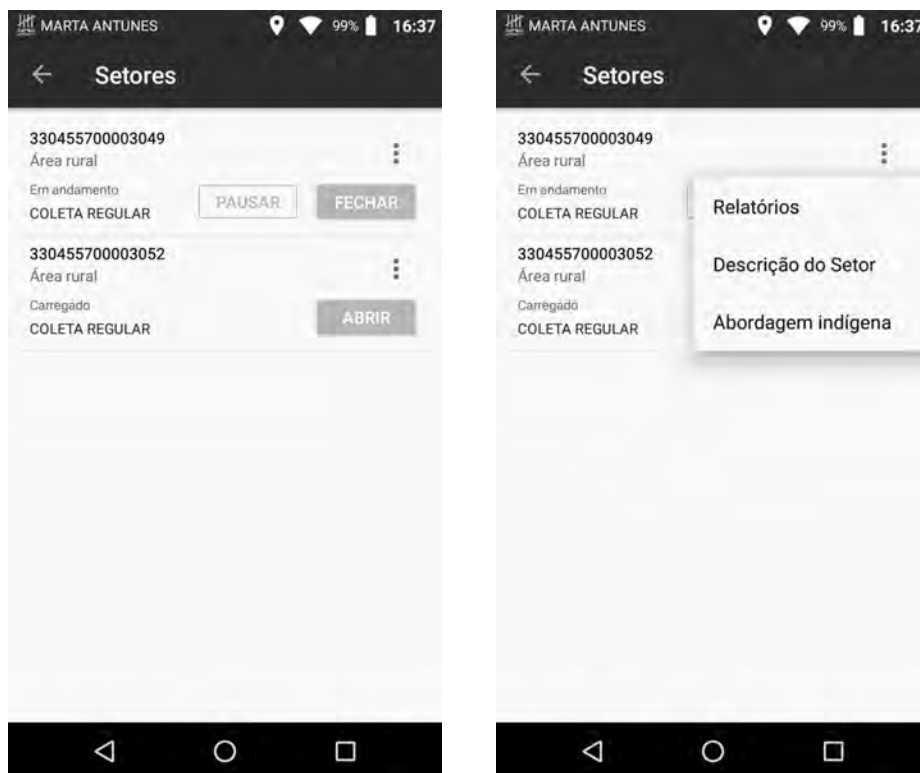 MARTA ANTUNES 99% 16:37
Setores
330455700003049
Área rural
Em andamento
COLETA REGULAR PAUSAR FECHAR
330455700003052
Área rural
Carregado
COLETA REGULAR ABRIR
MARTA ANTUNES 99% 16:37
Setores
330455700003049
Área rural
Em andamento
COLETA REGULAR
330455700003052
Área rural
Carregado
COLETA REGULAR
Relatórios
Descrição do Setor
Abordagem indígena